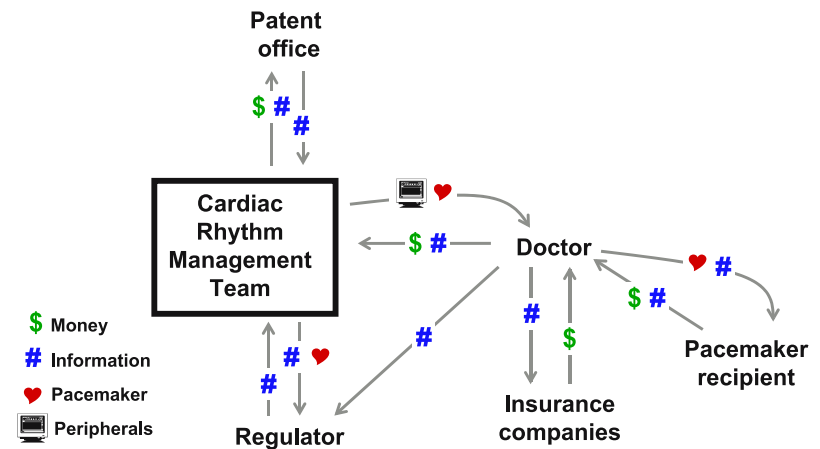 Patent
office
$ #
#
Cardiac
Rhythm
Management
Team
$ #
Doctor
# 
$ #
$ Money
# Information
Pacemaker
Peripherals
#
#
#
#
$
Pacemaker
recipient
Insurance
companies
Regulator